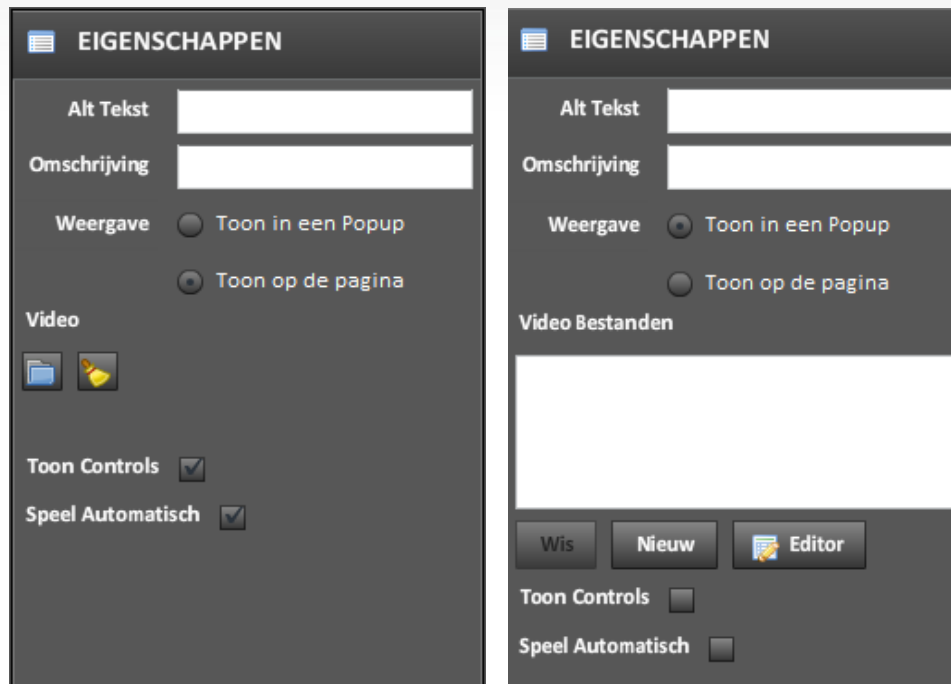 EIGENSCHAPPEN
Alt Tekst
Omschrijving
Weergave Toon in een Popup
Toon op de pagina
Video
Toon Controls
Speel Automatisch
EIGENSCHAPPEN
Alt Tekst
Omschrijving
Weergave Toon in een Popup
Toon op de pagina
Video Bestanden
Wis Nieuw Editor
Toon Controls
Speel Automatisch